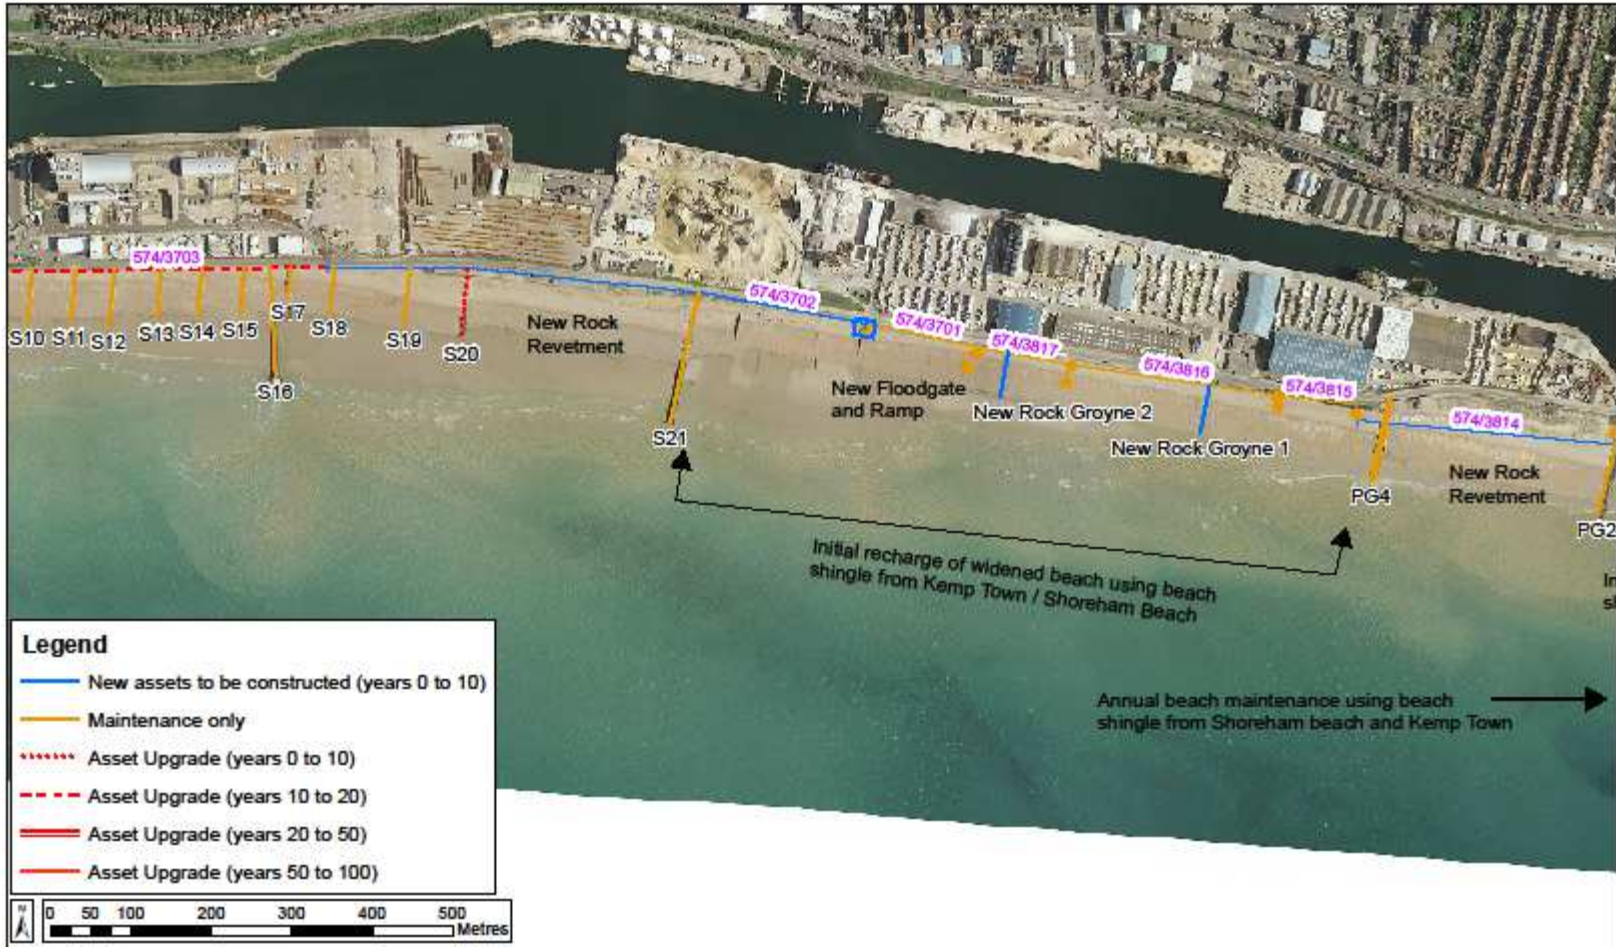 574/3703
S10
S11
S12
S13
S14
S15
S16
S17
S18
S19
S20
New Rock
Revetment
S21
574/3702
574/3701
574/3817
574/3816
574/3815
574/3814
New Floodgate
and Ramp
New Rock Groyne 2
New Rock Groyne 1
PG4
New Rock
Revetment
PG2
Initial recharge of widened beach using beach
shingle from Kemp Town / Shoreham Beach
Annual beach maintenance using beach
shingle from Shoreham beach and Kemp Town
Legend
New assets to be constructed (years 0 to 10)
Maintenance only
Asset Upgrade (years 0 to 10)
Asset Upgrade (years 10 to 20)
Asset Upgrade (years 20 to 50)
Asset Upgrade (years 50 to 100)
N
0 50 100 200 300 400 500
Metres